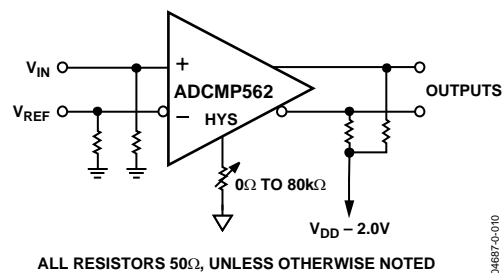 V_IN
+
ADCMP562
OUTPUTS
V_REF
−
HYS
0Ω TO 80kΩ
V_DD – 2.0V
ALL RESISTORS 50Ω, UNLESS OTHERWISE NOTED
04687-0-010